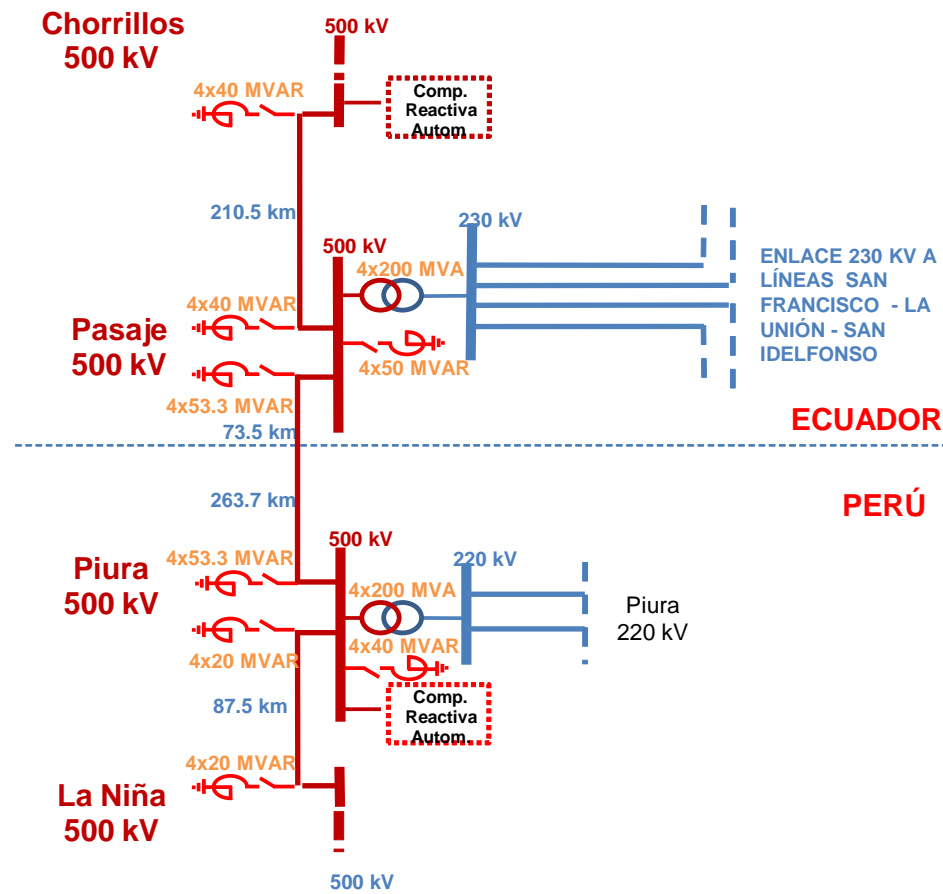 Chorrillos
500 kV
500 kV
4x40 MVAR
Comp.
Reactiva
Autom.
210.5 km
230 kV
500 kV
4x200 MVA
ENLACE 230 KV A
LÍNEAS SAN
FRANCISCO - LA
UNIÓN - SAN
IDELFONSO
4x40 MVAR
Pasaje
500 kV
4x50 MVAR
4x53.3 MVAR
73.5 km
ECUADOR
263.7 km
PERÚ
500 kV
220 kV
4x53.3 MVAR
Piura
500 kV
4x200 MVA
Piura
220 kV
4x40 MVAR
4x20 MVAR
87.5 km
Comp.
Reactiva
Autom.
4x20 MVAR
La Niña
500 kV
500 kV